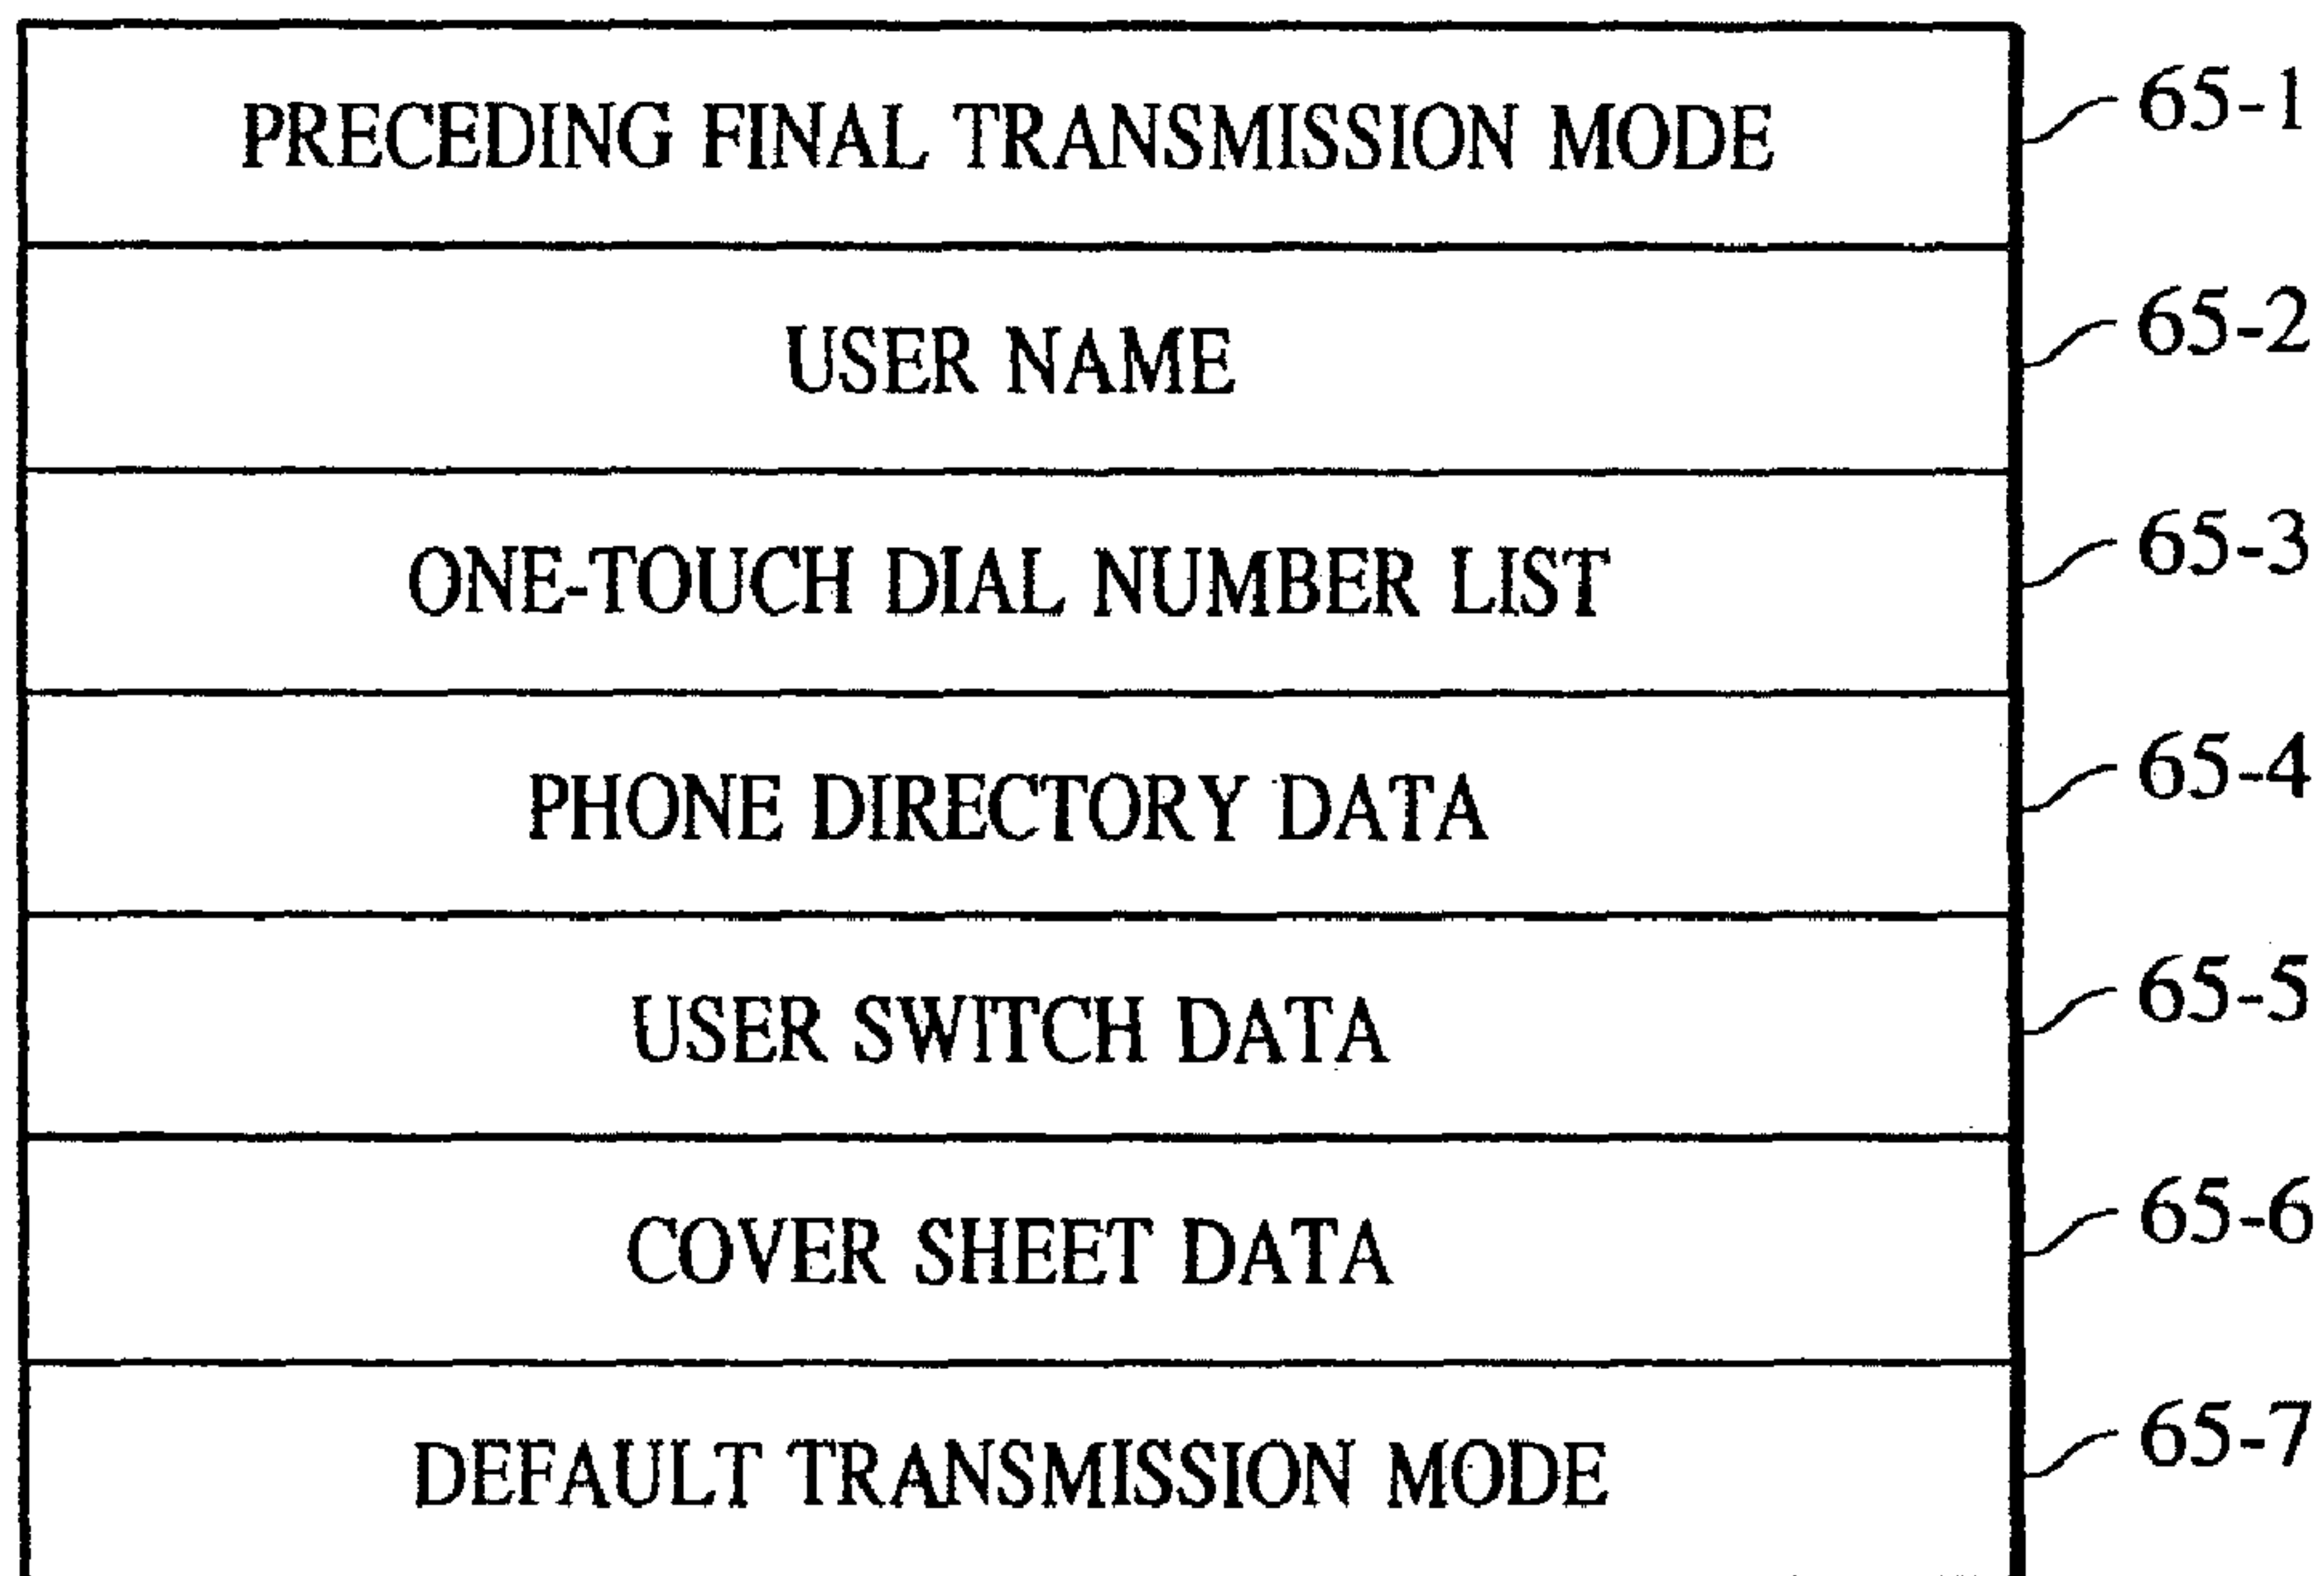 PRECEDING FINAL TRANSMISSION MODE 65-1
USER NAME 65-2
ONE-TOUCH DIAL NUMBER LIST 65-3
PHONE DIRECTORY DATA 65-4
USER SWITCH DATA 65-5
COVER SHEET DATA 65-6
DEFAULT TRANSMISSION MODE 65-7